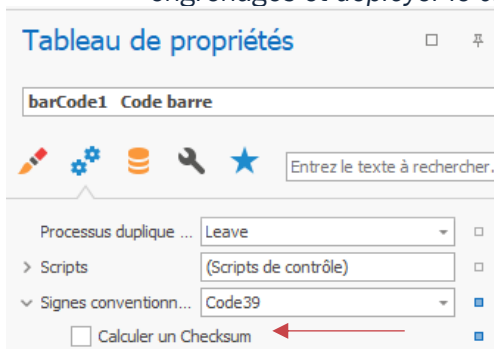 Tableau de propriétés
barCode1 Code barre
Entrez le texte à rechercher.
Processus duplique ... Leave
Scripts (Scripts de contrôle)
Signes conventionn... Code39
Calculer un Checksum